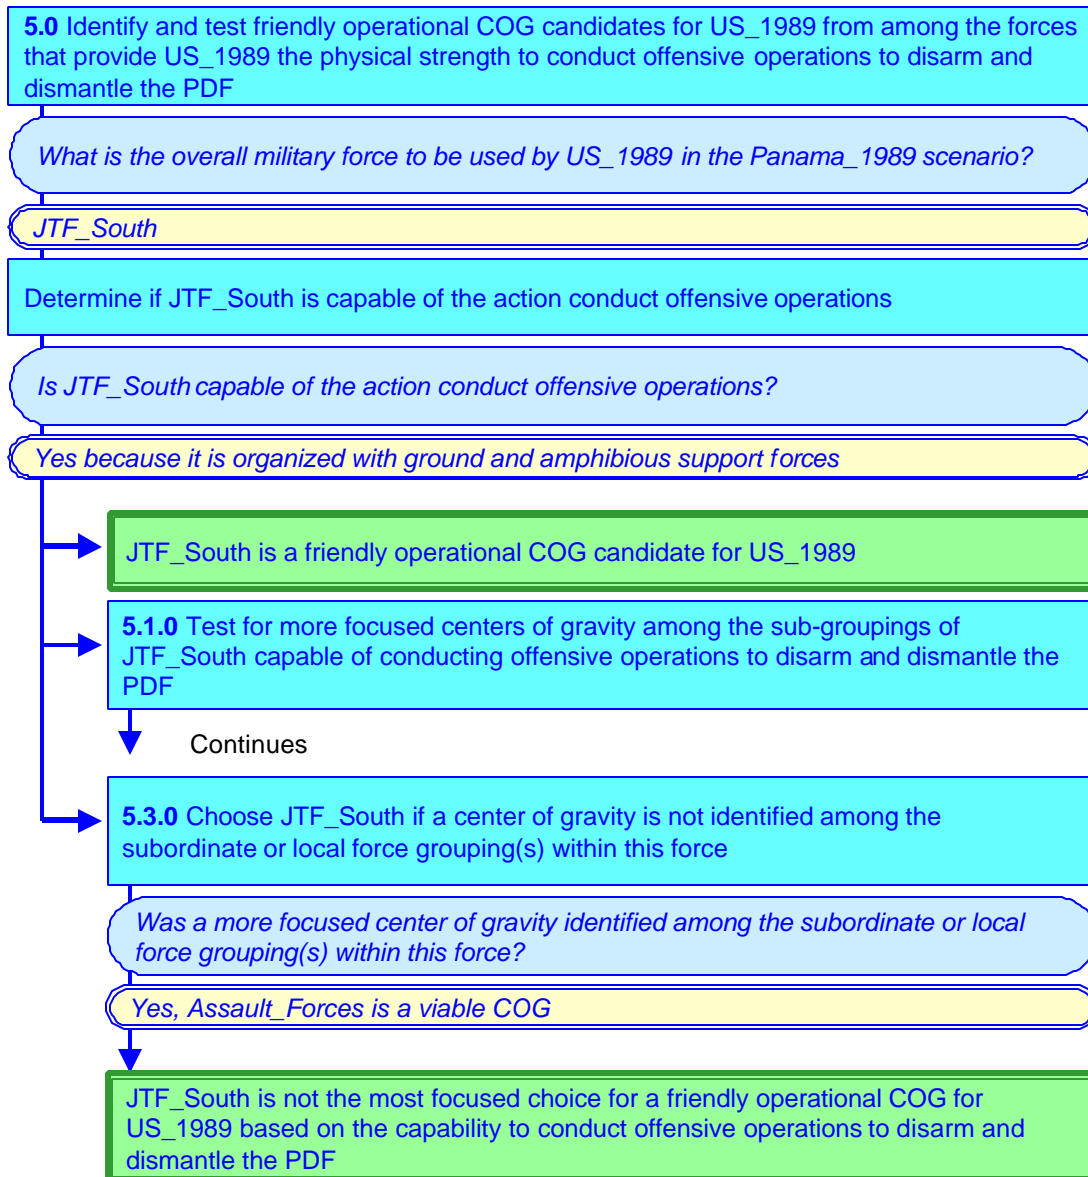 5.0 Identify and test friendly operational COG candidates for US_1989 from among the forces
that provide US_1989 the physical strength to conduct offensive operations to disarm and
dismantle the PDF
What is the overall military force to be used by US_1989 in the Panama_1989 scenario?
JTF_South
Determine if JTF_South is capable of the action conduct offensive operations
Is JTF_South capable of the action conduct offensive operations?
Yes because it is organized with ground and amphibious support forces
JTF_South is a friendly operational COG candidate for US_1989
5.1.0 Test for more focused centers of gravity among the sub-groupings of
JTF_South capable of conducting offensive operations to disarm and dismantle the
PDF
Continues
5.3.0 Choose JTF_South if a center of gravity is not identified among the
subordinate or local force grouping(s) within this force
Was a more focused center of gravity identified among the subordinate or local
force grouping(s) within this force?
Yes, Assault_Forces is a viable COG
JTF_South is not the most focused choice for a friendly operational COG for
US_1989 based on the capability to conduct offensive operations to disarm and
dismantle the PDF